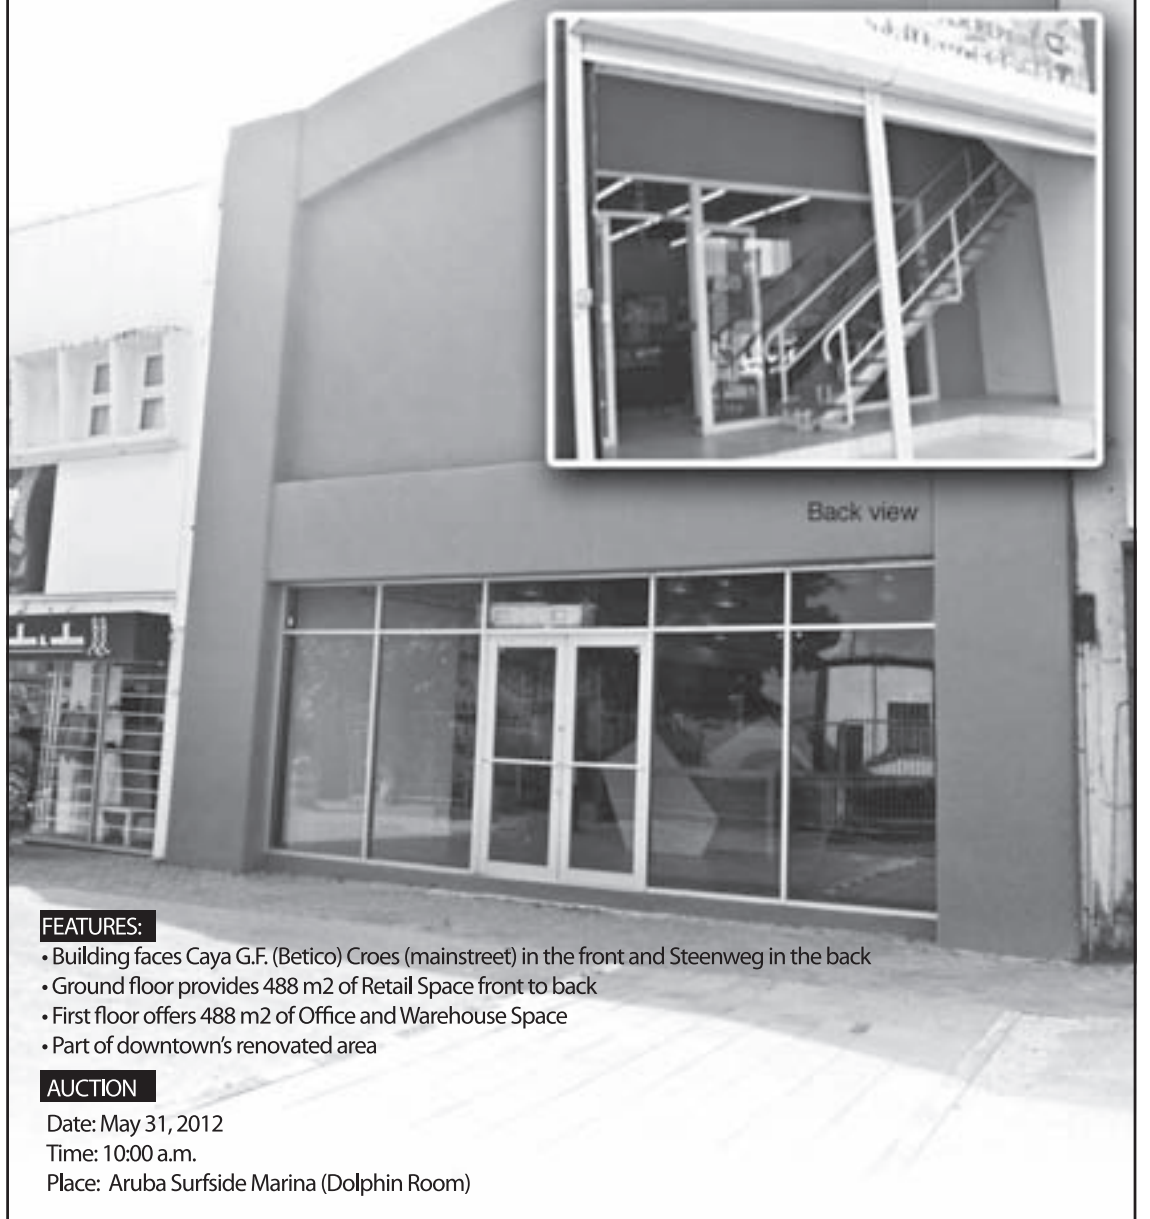 Back view
FEATURES:
• Building faces Caya G.F. (Betico) Croes (mainstreet) in the front and Steenweg in the back
• Ground floor provides 488 m2 of Retail Space front to back
• First floor offers 488 m2 of Office and Warehouse Space
• Part of downtown's renovated area
AUCTION
Date: May 31, 2012
Time: 10:00 a.m.
Place: Aruba Surfside Marina (Dolphin Room)